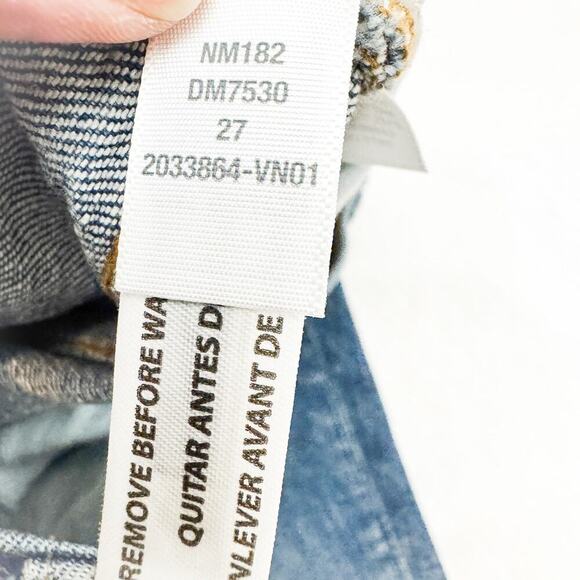 NM182
DM7530
27
2033864-VN01
REMOVE BEFORE WA
QUITAR ANTES D
NLEVER AVANT DE